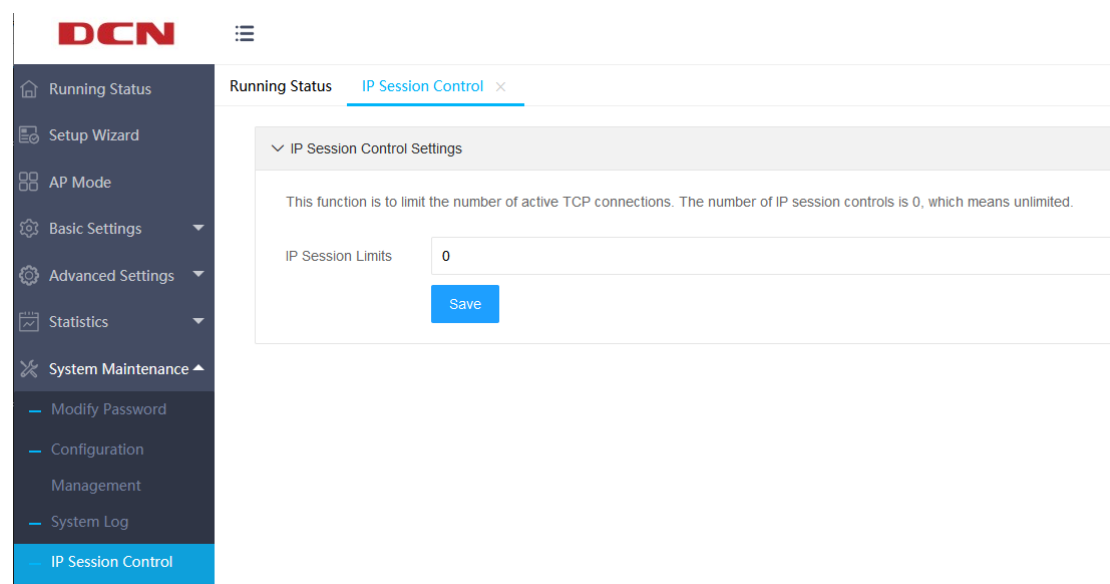 DCN
Running Status
Setup Wizard
AP Mode
Basic Settings
Advanced Settings
Statistics
System Maintenance
Modify Password
Configuration
Management
System Log
IP Session Control
Running Status IP Session Control ×
IP Session Control Settings
This function is to limit the number of active TCP connections. The number of IP session controls is 0, which means unlimited.
IP Session Limits 0
Save